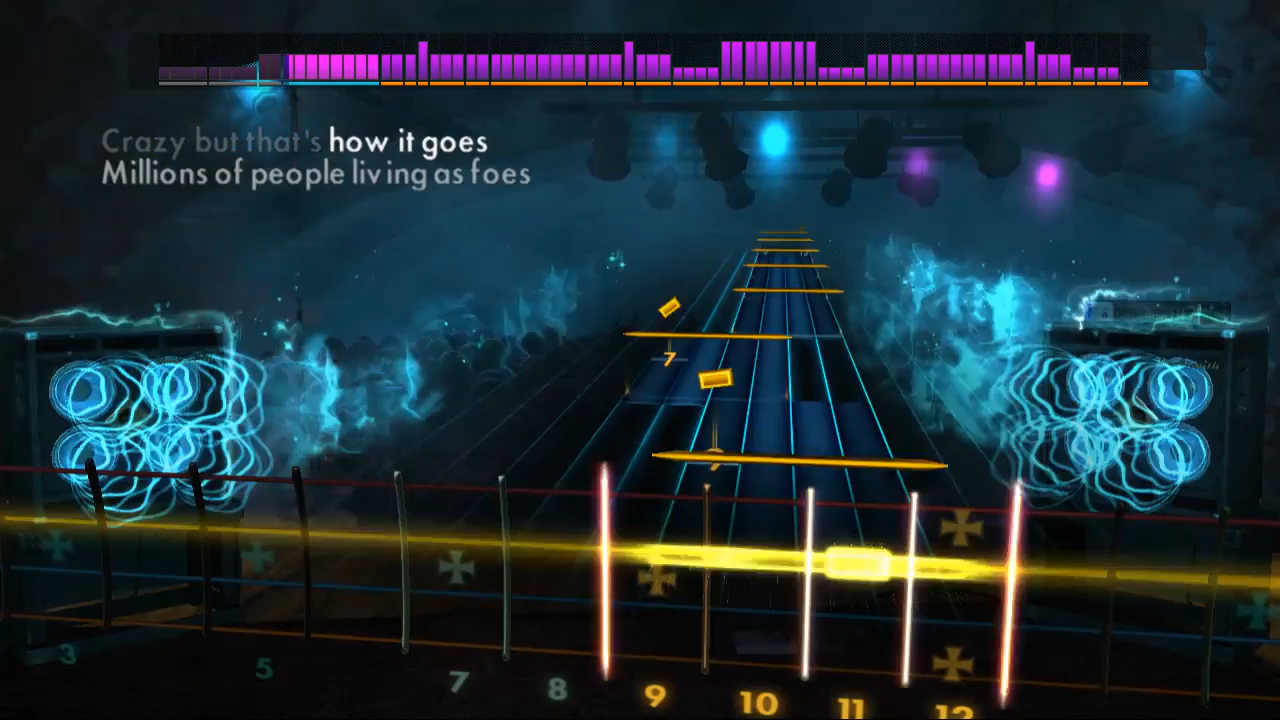 Crazy but that's how it goes
Millions of people living as foes
7
3 5 7 8 9 10 11 12